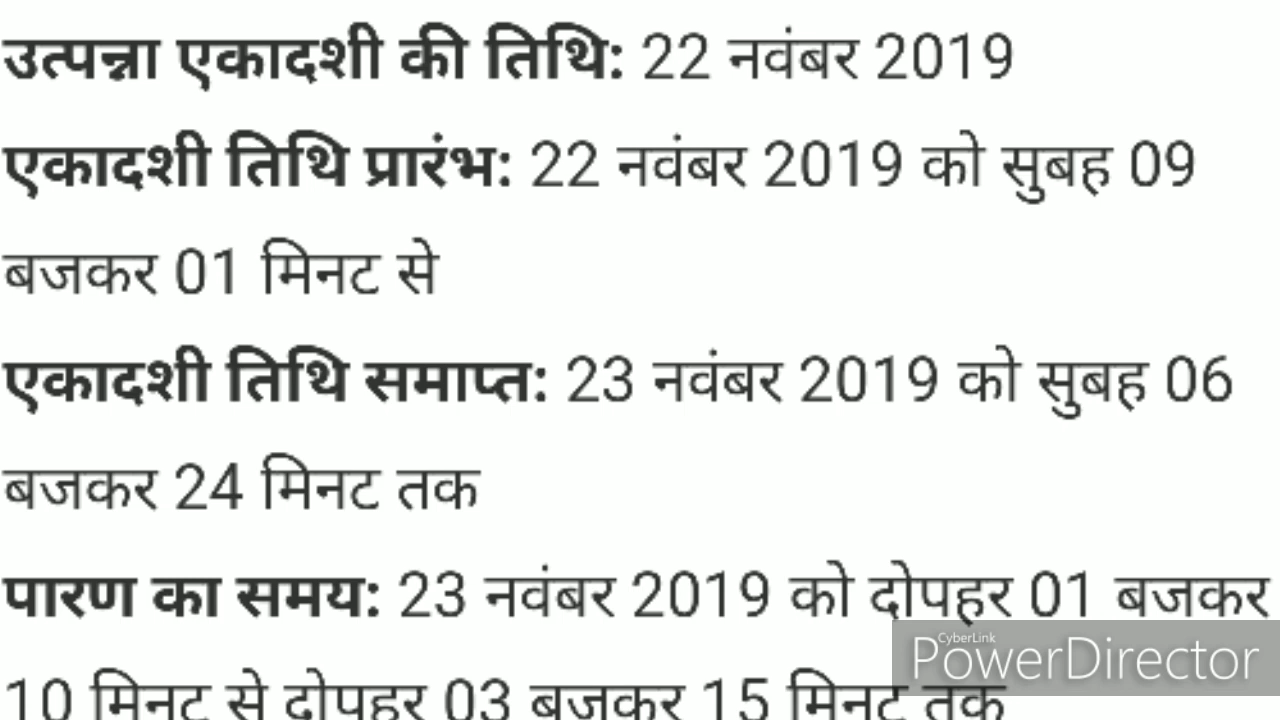 उत्पन्ना एकादशी की तिथि: 22 नवंबर 2019
एकादशी तिथि प्रारंभ: 22 नवंबर 2019 को सुबह 09
बजकर 01 मिनट से
एकादशी तिथि समाप्त: 23 नवंबर 2019 को सुबह 06
बजकर 24 मिनट तक
पारण का समय: 23 नवंबर 2019 को दोपहर 01 बजकर
10 मिनट से दोपहर 03 बजकर 15 मिनट तक
CyberLink
PowerDirector